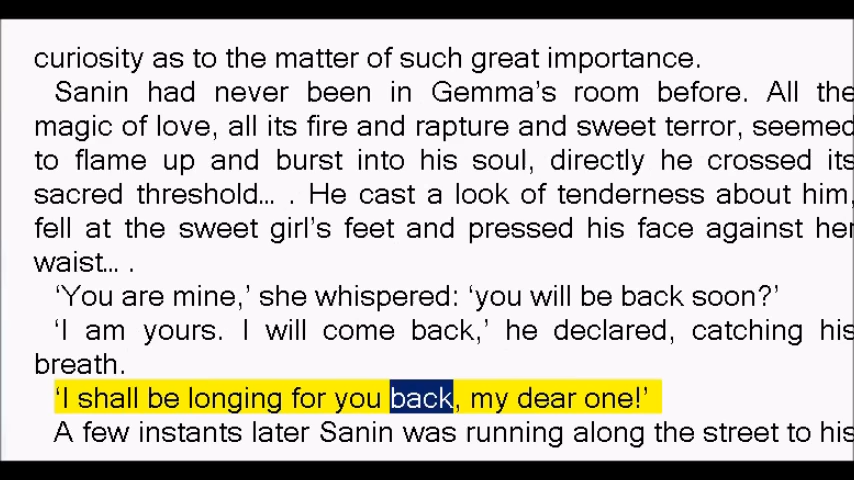 curiosity as to the matter of such great importance.
Sanin had never been in Gemma’s room before. All the
magic of love, all its fire and rapture and sweet terror, seemed
to flame up and burst into his soul, directly he crossed its
sacred threshold… . He cast a look of tenderness about him,
fell at the sweet girl’s feet and pressed his face against her
waist… .
‘You are mine,’ she whispered: ‘you will be back soon?’
‘I am yours. I will come back,’ he declared, catching his
breath.
‘I shall be longing for you back, my dear one!’
A few instants later Sanin was running along the street to his